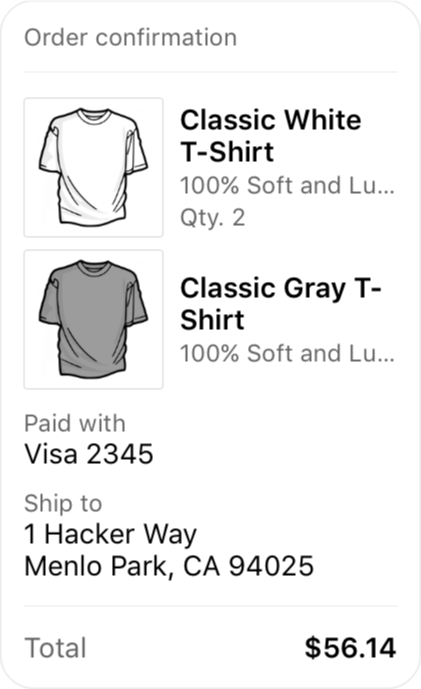 Order confirmation
Classic White
T-Shirt
100% Soft and Lu...
Qty. 2
Classic Gray T-
Shirt
100% Soft and Lu...
Paid with
Visa 2345
Ship to
1 Hacker Way
Menlo Park, CA 94025
Total $56.14